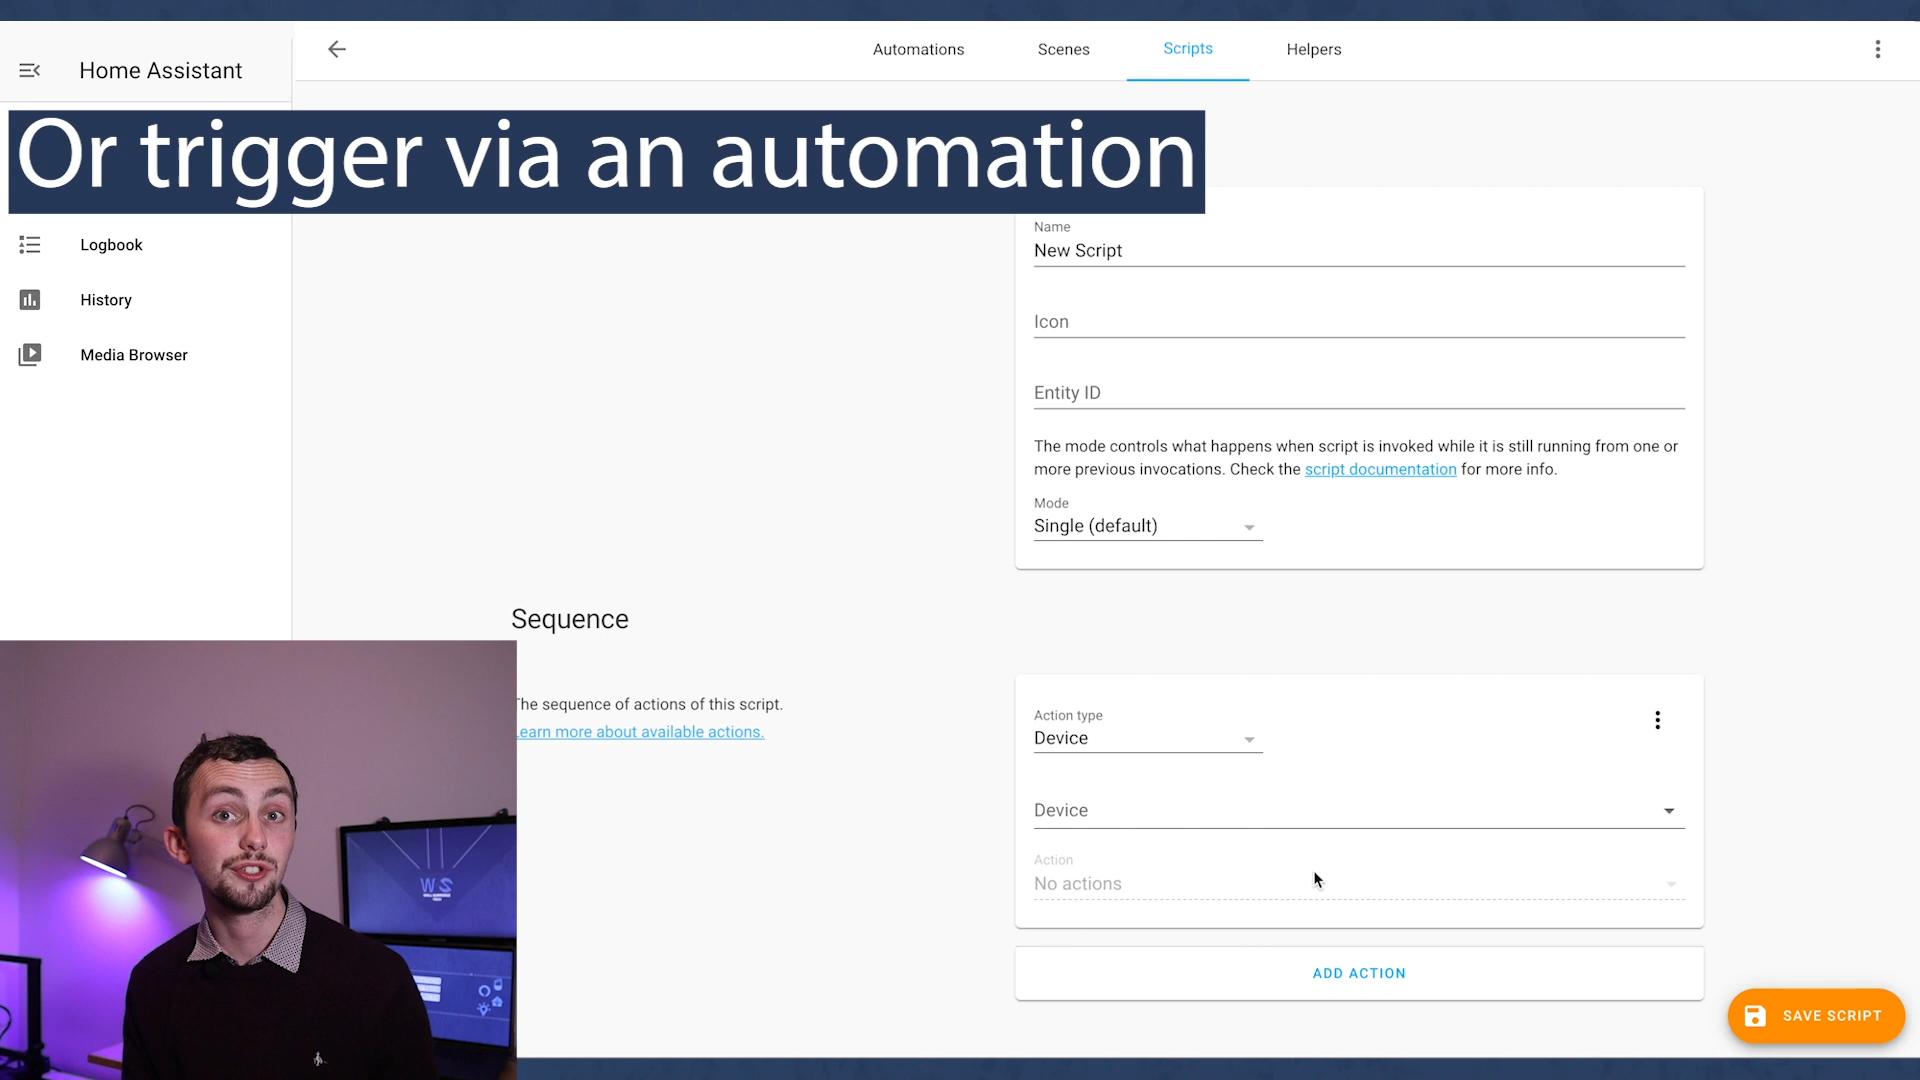 Home Assistant
Automations
Scenes
Scripts
Helpers
Or trigger via an automation
Logbook
History
Media Browser
Name
New Script
Icon
Entity ID
The mode controls what happens when script is invoked while it is still running from one or
more previous invocations. Check the script documentation for more info.
Mode
Single (default)
Sequence
The sequence of actions of this script.
Learn more about available actions.
Action type
Device
Device
Action
No actions
ADD ACTION
SAVE SCRIPT
WS